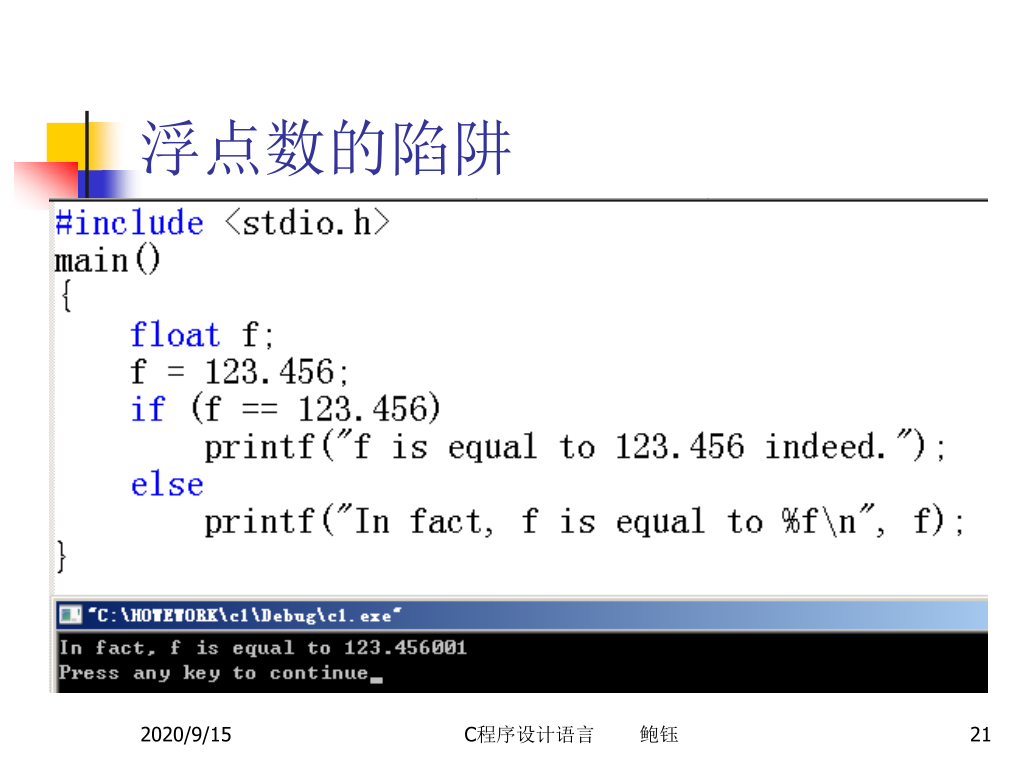 浮点数的陷阱
#include <stdio.h>
main()
{
    float f;
    f = 123.456;
    if (f == 123.456)
        printf("f is equal to 123.456 indeed.");
    else
        printf("In fact, f is equal to %f\n", f);
}
"C:\HOTEWORK\c1\Debug\c1.exe"
In fact, f is equal to 123.456001
Press any key to continue_
2020/9/15 C程序设计语言 鲍钰 21